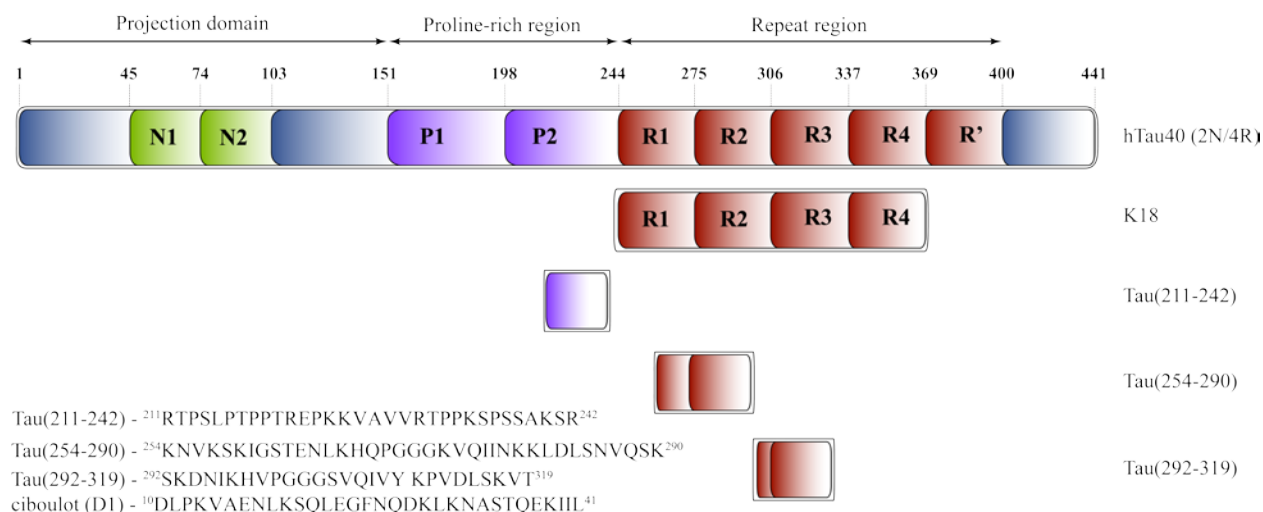 Projection domain Proline-rich region Repeat region
1 45 74 103 151 198 244 275 306 337 369 400 441
N1 N2 P1 P2 R1 R2 R3 R4 R' hTau40 (2N/4R)
R1 R2 R3 R4 K18
Tau(211-242)
Tau(254-290)
Tau(211-242) - ²¹¹RTPSLPTPPTREPKKVAVVRTPPKSPSSAKSR²⁴²
Tau(254-290) - ²⁵⁴KNVKSKIGSTENLKHQPGGGKVQIINKKLDLSNVQSK²⁹⁰
Tau(292-319)
Tau(292-319) - ²⁹²SKDNIKHVPGGGSVQIVY KPVDLSKVT³¹⁹
ciboulot (D1) - ¹⁰DLPKVAENLKSQLEGFNQDKLKNASTQEKIIL⁴¹